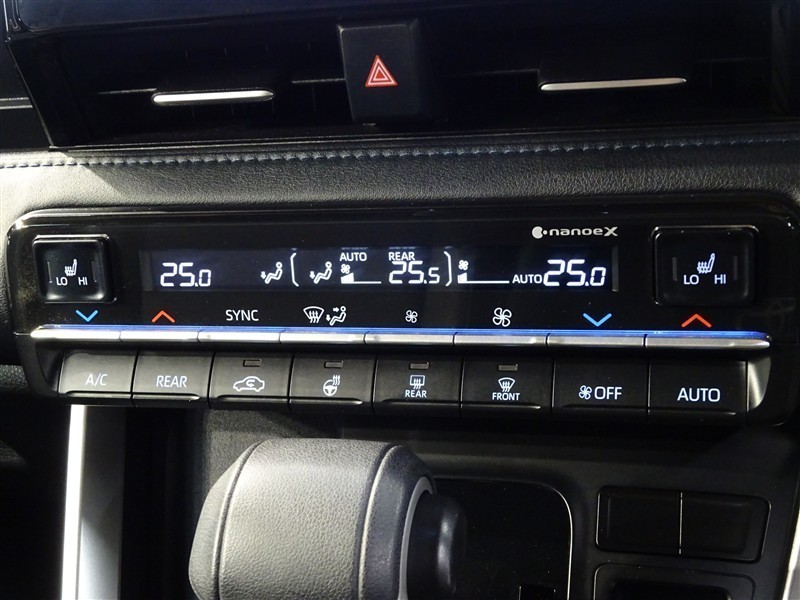 nanoeX
LO HI
25.0
AUTO
REAR
25.5
AUTO 25.0
LO HI
SYNC
A/C
REAR
REAR
FRONT
OFF
AUTO